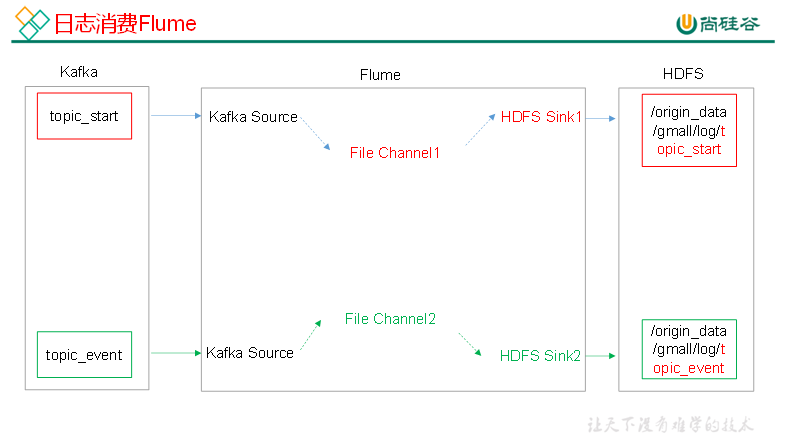 日志消费Flume
尚硅谷
Kafka
Flume
HDFS
topic_start
Kafka Source
File Channel1
HDFS Sink1
/origin_data
/gmall/log/t
opic_start
topic_event
Kafka Source
File Channel2
HDFS Sink2
/origin_data
/gmall/log/t
opic_event
让天下没有难学的技术